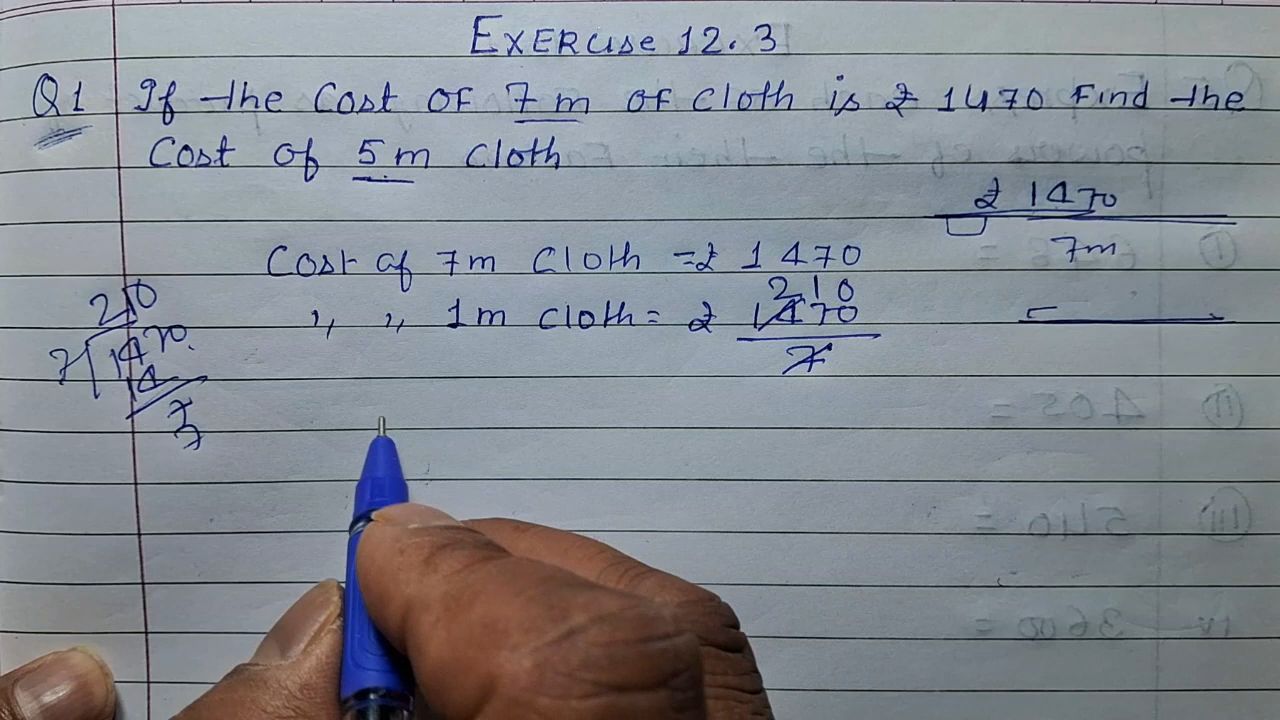 Exercise 12.3
Q1 If the Cost of 7 m of cloth is ₹ 1470 Find the
Cost of 5 m cloth
₹ 1470
7m
Cost of 7m cloth = ₹ 1470
210
,, ,, 1m cloth = ₹ 1470
7
210
7 1470
14
7
7